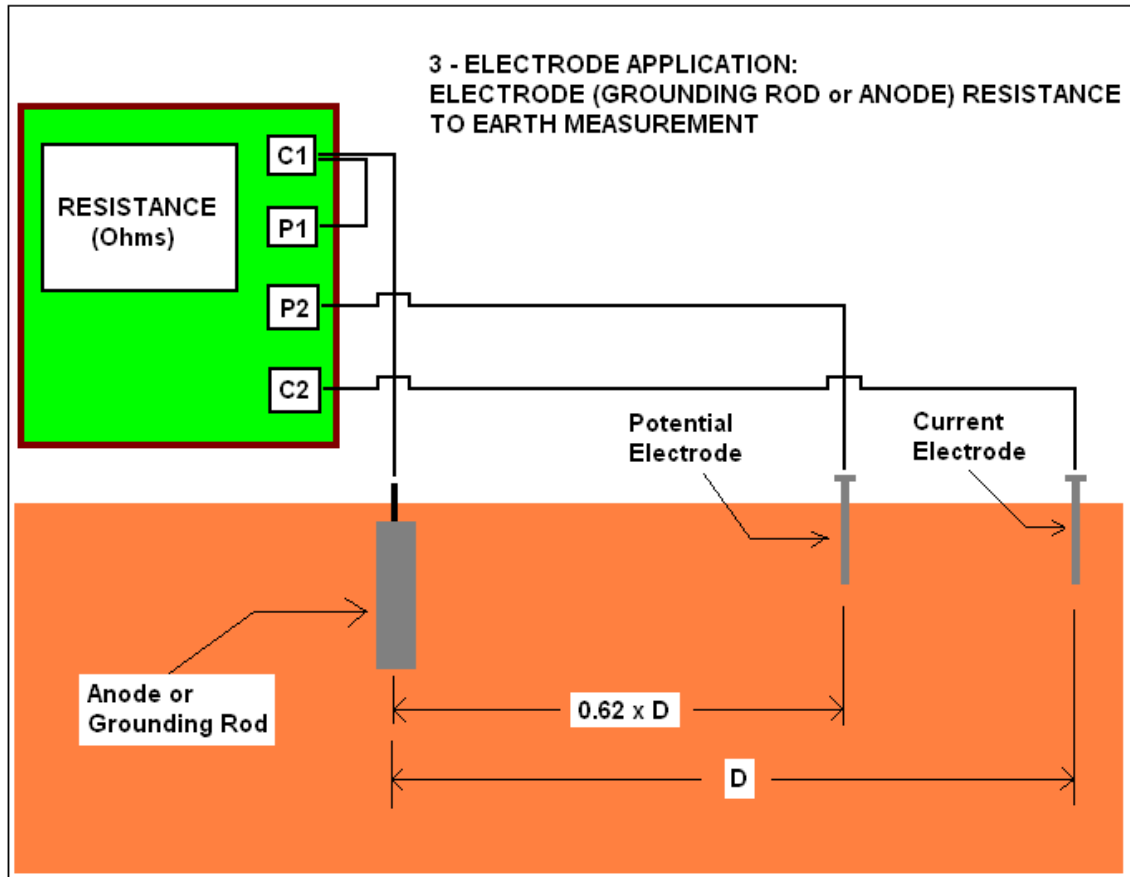 3 - ELECTRODE APPLICATION:
ELECTRODE (GROUNDING ROD or ANODE) RESISTANCE
TO EARTH MEASUREMENT
C1
RESISTANCE
(Ohms)
P1
P2
C2
Potential
Electrode
Current
Electrode
Anode or
Grounding Rod
0.62 x D
D